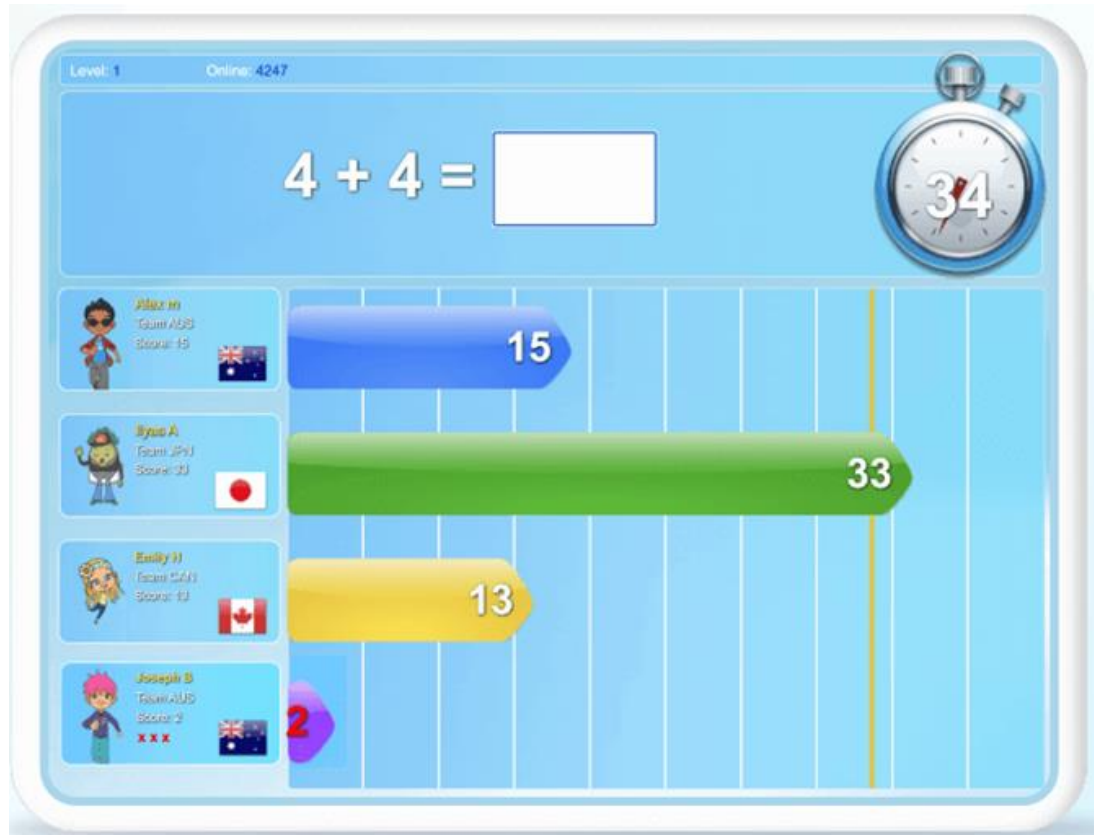 Level: 1 Online: 4247
4 + 4 =
34
Alex m
Team AUS
Score: 15
15
Ilyas A
Team JPN
Score: 33
33
Emily H
Team CAN
Score: 13
13
Joseph B
Team AUS
Score: 2
x x x
2